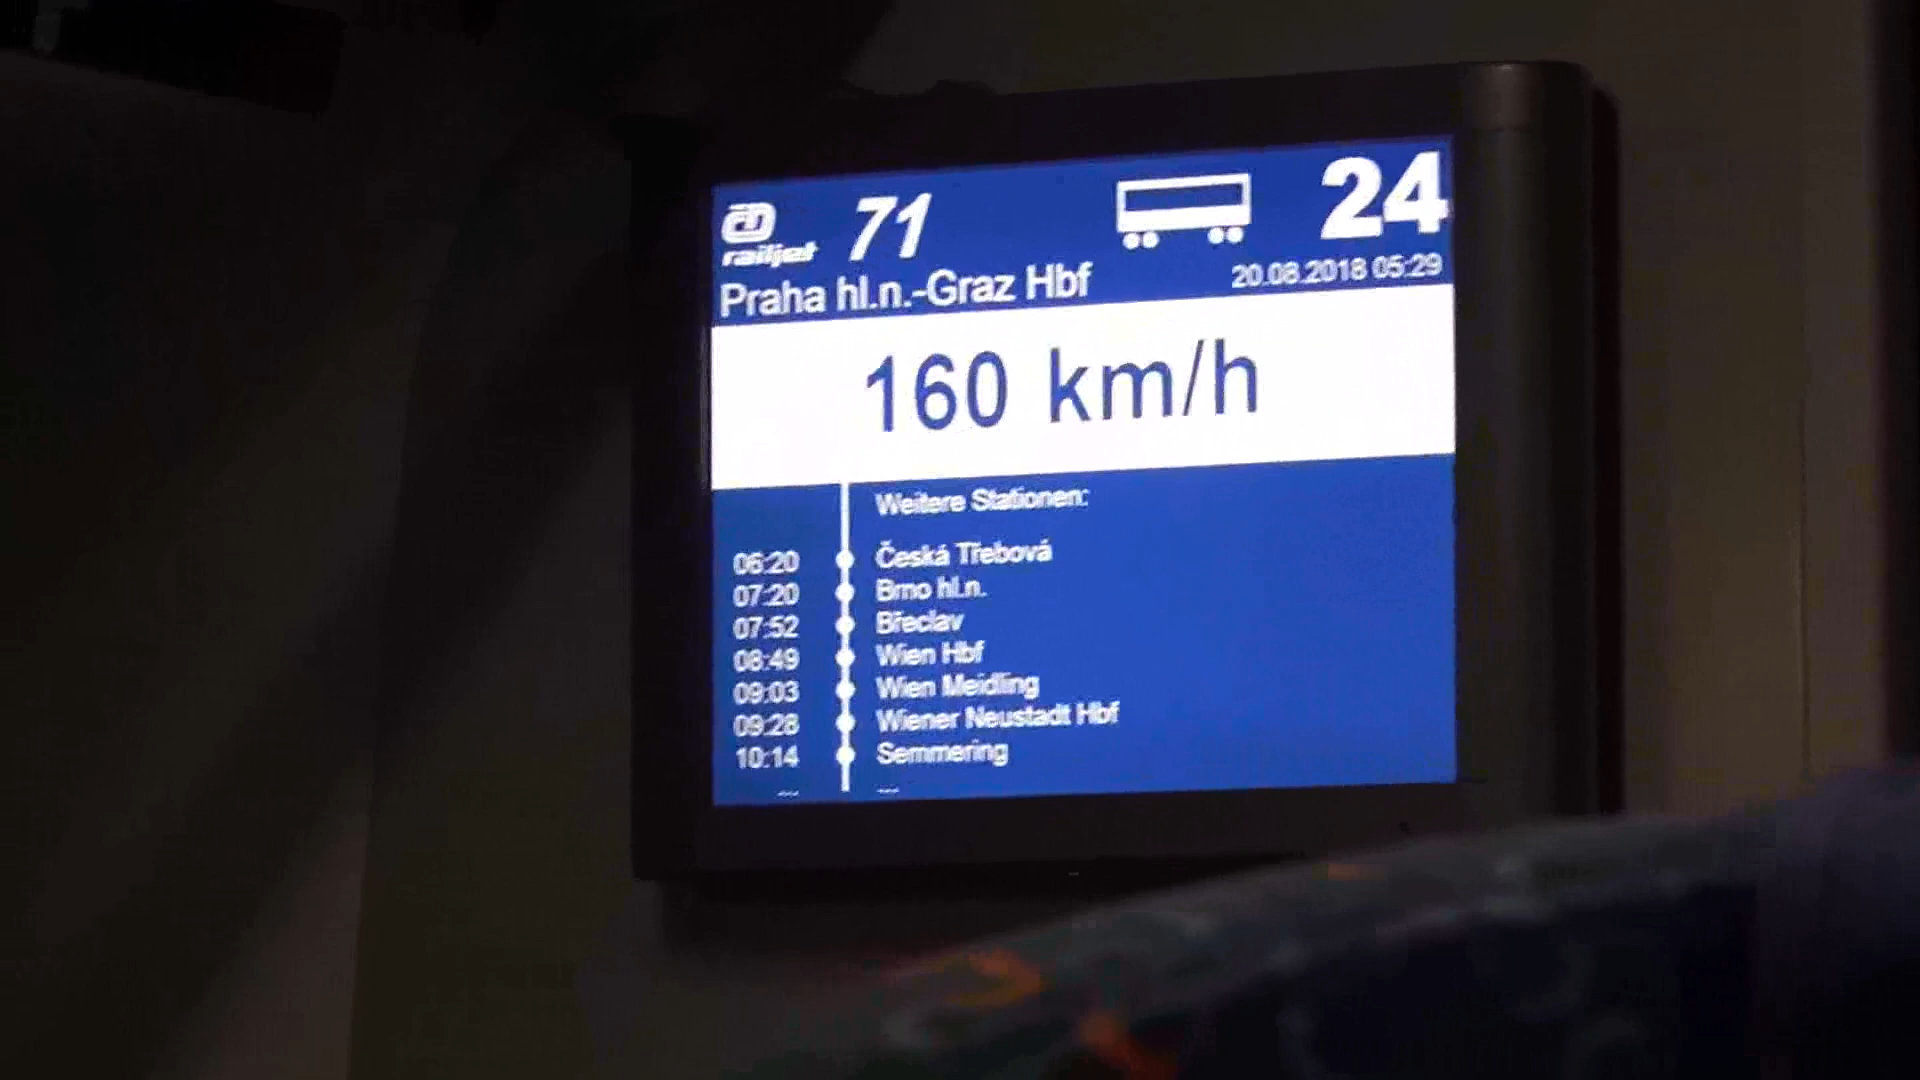 ČD railjet 71 24
Praha hl.n.-Graz Hbf 20.08.2018 05:29
160 km/h
Weitere Stationen:
06:20 Česká Třebová
07:20 Brno hl.n.
07:52 Břeclav
08:49 Wien Hbf
09:03 Wien Meidling
09:28 Wiener Neustadt Hbf
10:14 Semmering
... ...